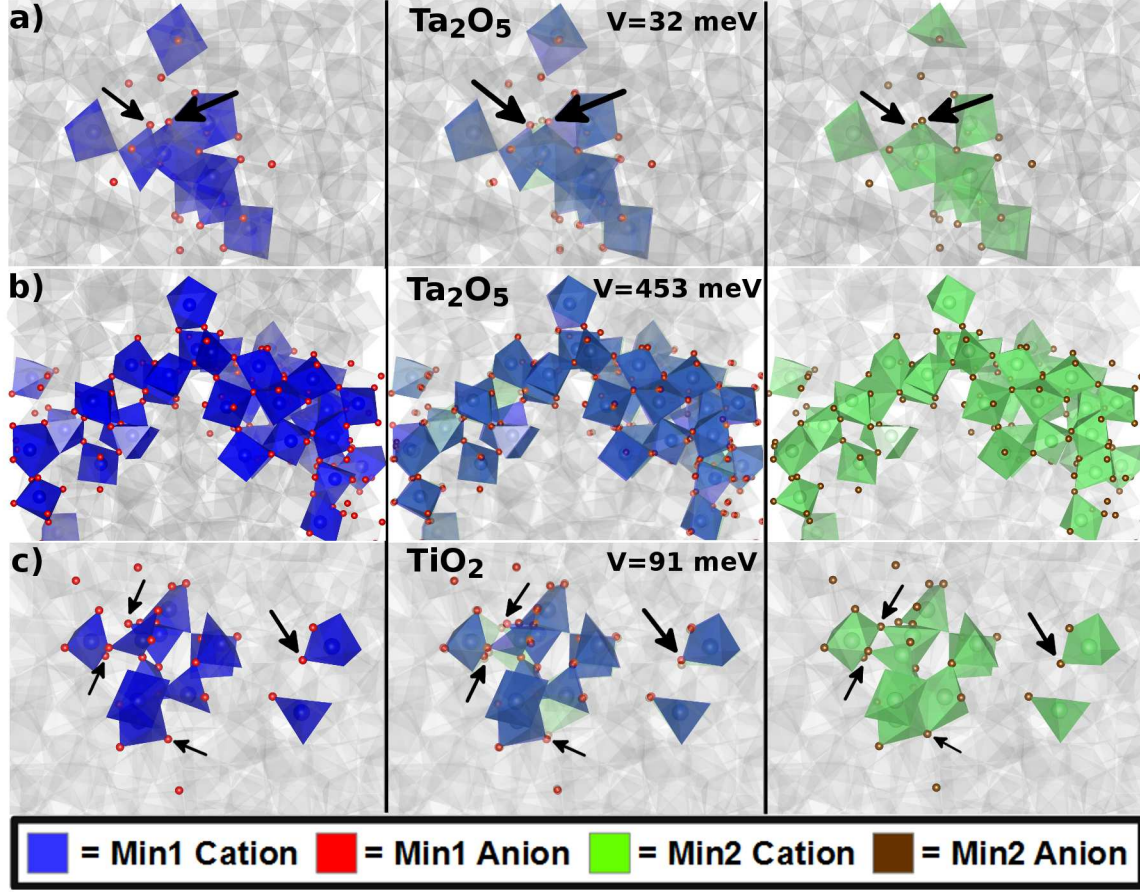 a) Ta₂O₅ V=32 meV
b) Ta₂O₅ V=453 meV
c) TiO₂ V=91 meV
= Min1 Cation = Min1 Anion = Min2 Cation = Min2 Anion